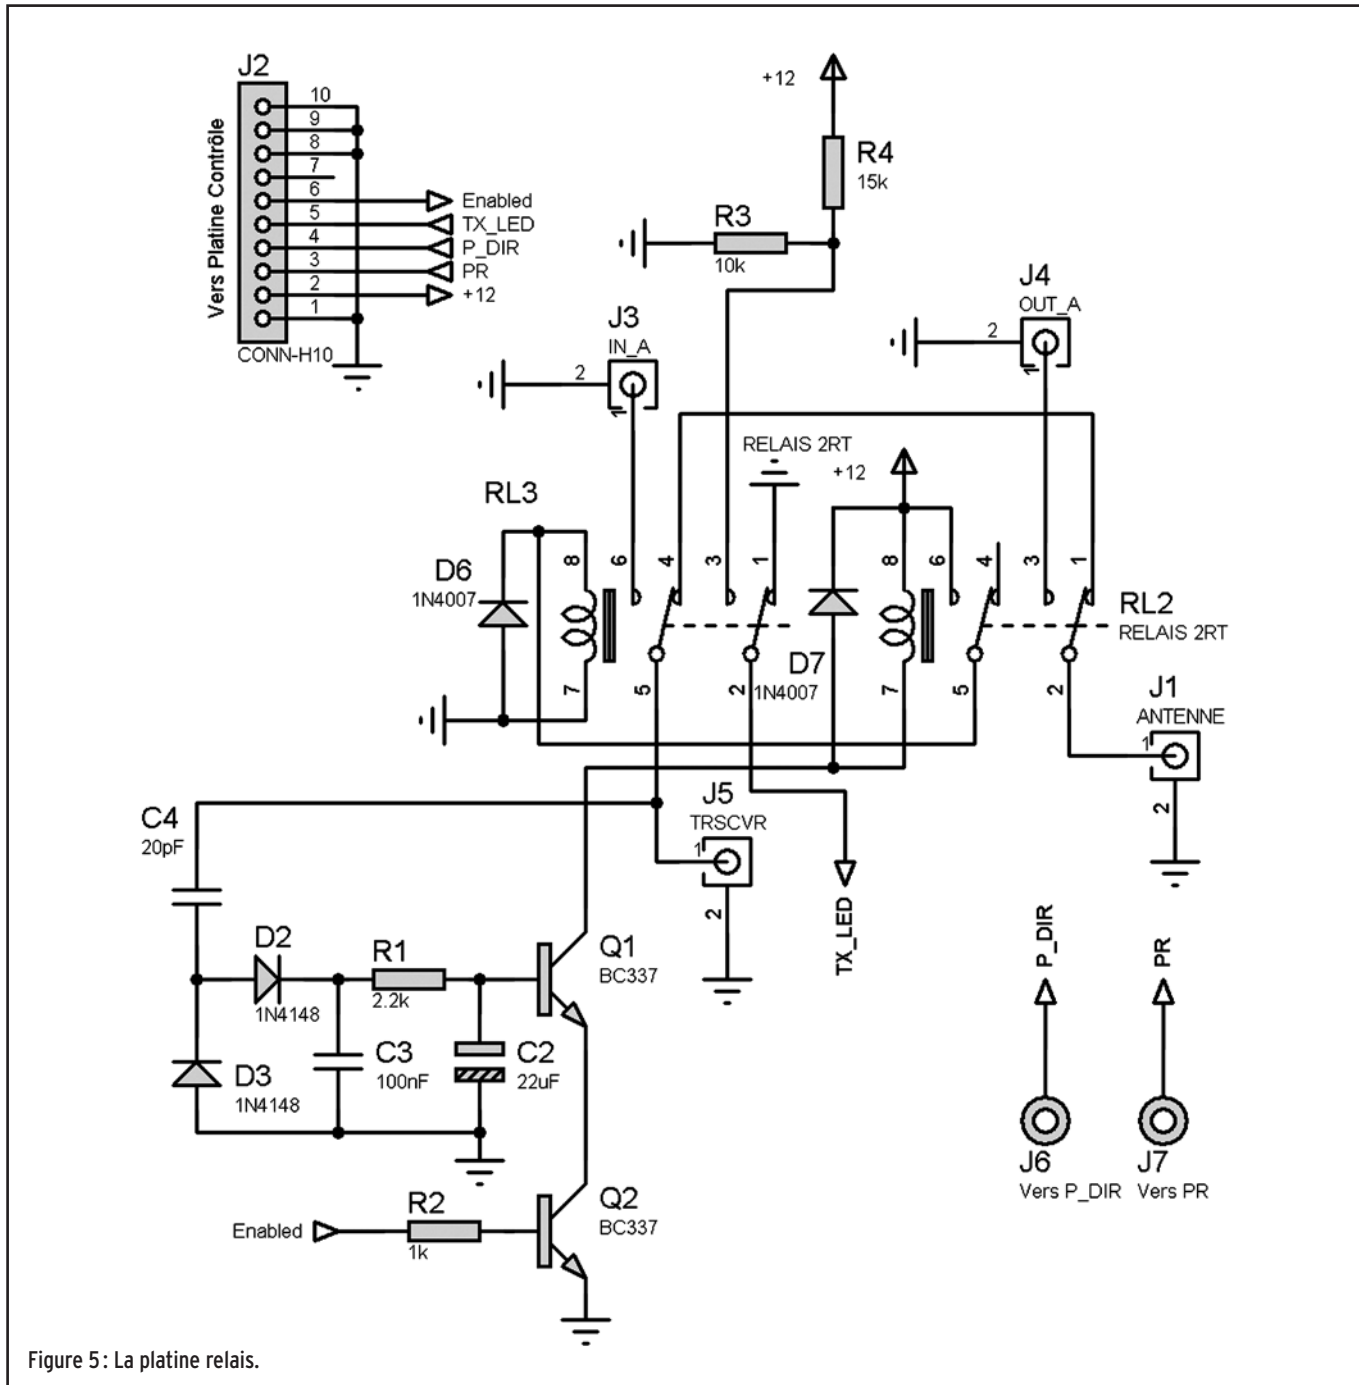 J2
Vers Platine Contrôle
10
9
8
7
6
5
4
3
2
1
Enabled
TX_LED
P_DIR
PR
+12
CONN-H10
+12
R4
15k
R3
10k
J3
IN_A
2
1
J4
OUT_A
2
1
RELAIS 2RT
+12
RL3
D6
1N4007
8
7
6
4
5
3
1
2
D7
1N4007
8
7
6
4
5
3
1
2
RL2
RELAIS 2RT
J1
ANTENNE
1
2
J5
TRSCVR
1
2
TX_LED
C4
20pF
D2
1N4148
R1
2.2k
Q1
BC337
D3
1N4148
C3
100nF
C2
22uF
P_DIR
PR
J6
Vers P_DIR
J7
Vers PR
Enabled
R2
1k
Q2
BC337
Figure 5 : La platine relais.